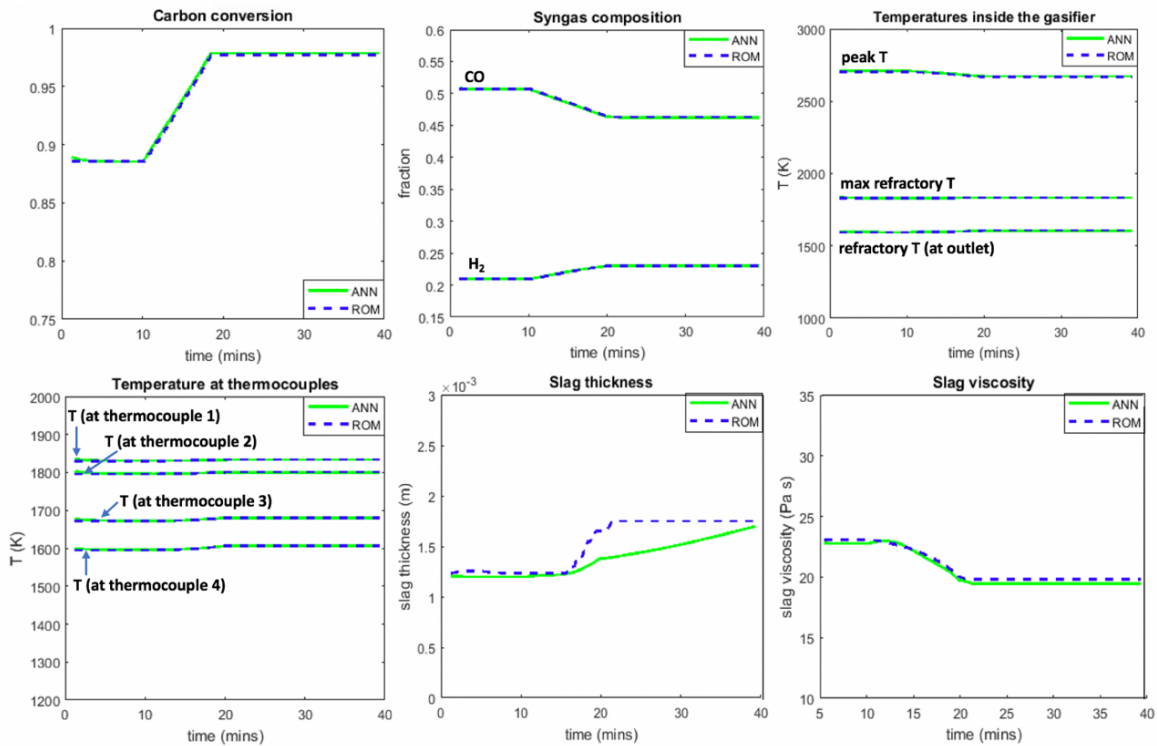 Carbon conversion
1
0.95
0.9
0.85
0.8
0.75
0
10
20
30
40
time (mins)
ANN
ROM
Syngas composition
0.6
0.55
0.5
0.45
0.4
0.35
0.3
0.25
0.2
0.15
fraction
CO
H₂
0
10
20
30
40
time (mins)
ANN
ROM
Temperatures inside the gasifier
3000
2500
2000
1500
1000
T (K)
peak T
max refractory T
refractory T (at outlet)
0
10
20
30
40
time (mins)
ANN
ROM
Temperature at thermocouples
2000
1900
1800
1700
1600
1500
1400
1300
1200
T (K)
T (at thermocouple 1)
T (at thermocouple 2)
T (at thermocouple 3)
T (at thermocouple 4)
0
10
20
30
40
time (mins)
ANN
ROM
Slag thickness
× 10⁻³
3
2.5
2
1.5
1
0.5
0
slag thickness (m)
0
10
20
30
40
time (mins)
ANN
ROM
Slag viscosity
35
30
25
20
15
10
slag viscosity (Pa s)
5
10
15
20
25
30
35
40
time (mins)
ANN
ROM